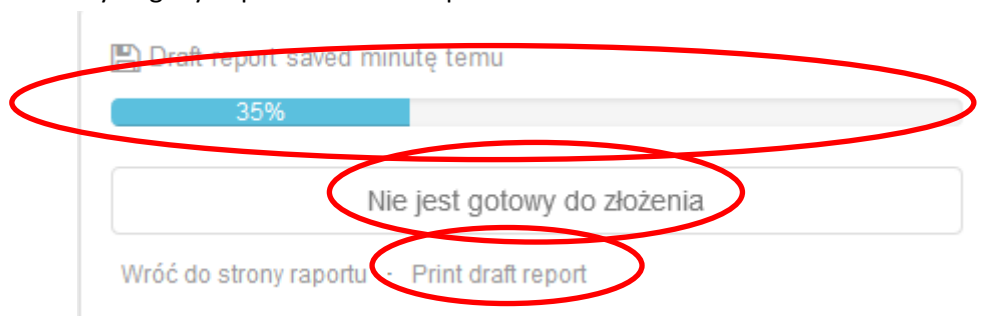 Draft report saved minutę temu
35%
Nie jest gotowy do złożenia
Wróć do strony raportu - Print draft report